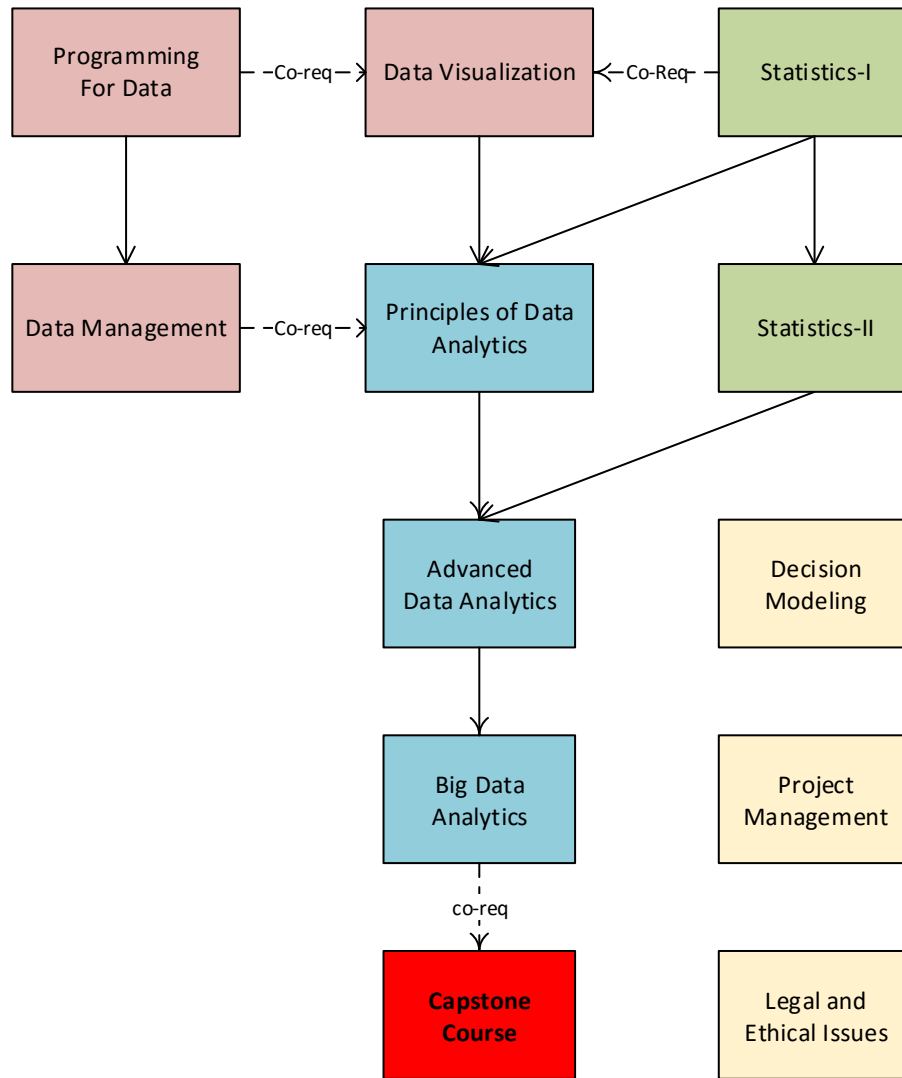 Programming
For Data
Co-req
Data Visualization
Co-Req
Statistics-I
Data Management
Co-req
Principles of Data
Analytics
Statistics-II
Advanced
Data Analytics
Decision
Modeling
Big Data
Analytics
Project
Management
co-req
Capstone
Course
Legal and
Ethical Issues